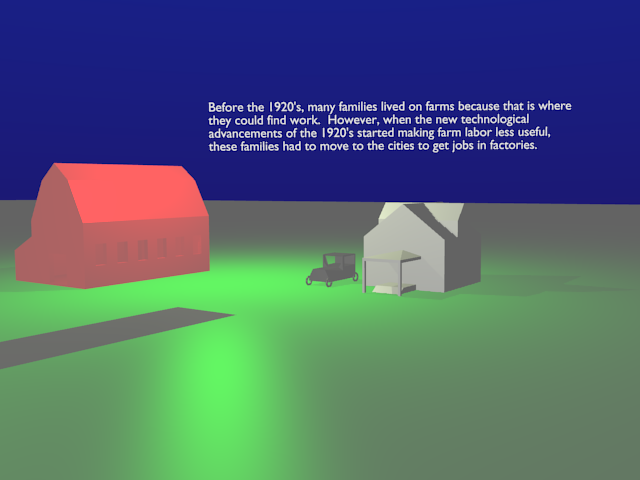 Before the 1920's, many families lived on farms because that is where
they could find work.  However, when the new technological
advancements of the 1920's started making farm labor less useful,
these families had to move to the cities to get jobs in factories.